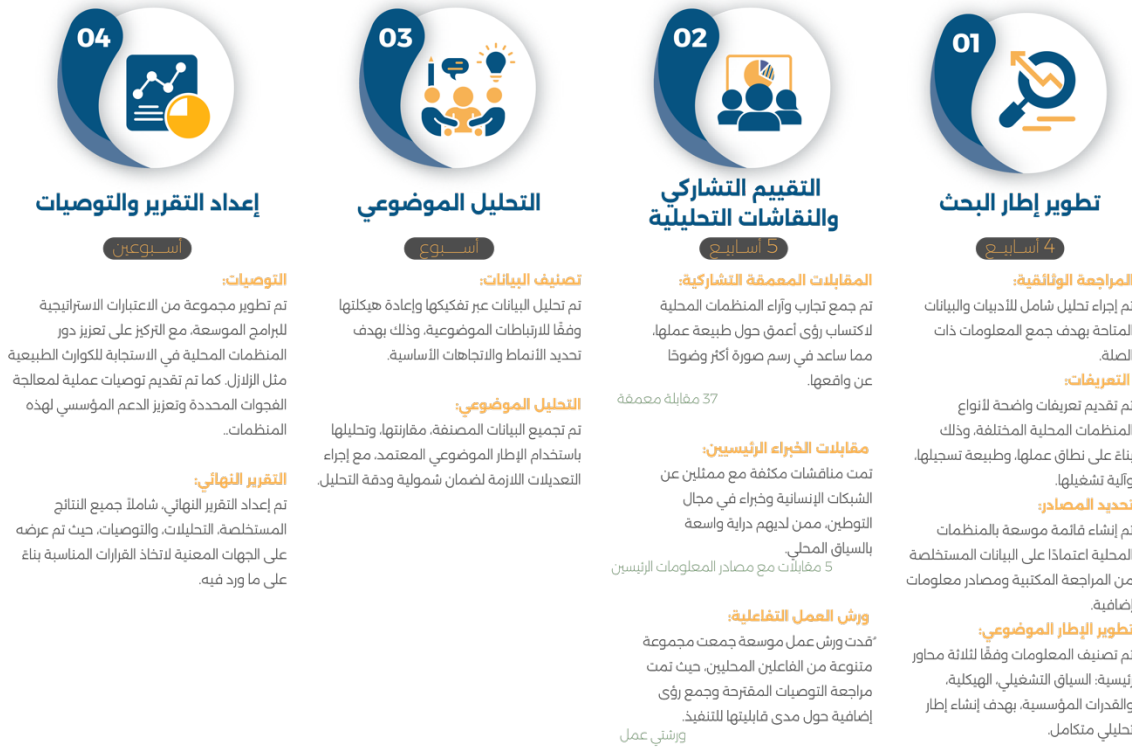 01
تطوير إطار البحث
4 أسـابيـع
المراجعة الوثائقية:
تم إجراء تحليل شامل للأدبيات والبيانات
المتاحة بهدف جمع المعلومات ذات
الصلة.
التعريفات:
تم تقديم تعريفات واضحة لأنواع
المنظمات المحلية المختلفة، وذلك
بناءً على نطاق عملها، وطبيعة تسجيلها،
وآلية تشغيلها.
تحديد المصادر:
تم إنشاء قائمة موسعة بالمنظمات
المحلية اعتمادًا على البيانات المستخلصة
من المراجعة المكتبية ومصادر معلومات
إضافية.
تطوير الإطار الموضوعي:
تم تصنيف المعلومات وفقًا لثلاثة محاور
رئيسية: السياق التشغيلي، الهيكلية،
والقدرات المؤسسية، بهدف إنشاء إطار
تحليلي متكامل.
02
التقييم التشاركي
والنقاشات التحليلية
5 أسـابيـع
المقابلات المعمقة التشاركية:
تم جمع تجارب وآراء المنظمات المحلية
لاكتساب رؤى أعمق حول طبيعة عملها،
مما ساعد في رسم صورة أكثر وضوحًا
عن واقعها.
37 مقابلة معمقة
مقابلات الخبراء الرئيسيين:
تمت مناقشات مكثفة مع ممثلين عن
الشبكات الإنسانية وخبراء في مجال
التوطين، ممن لديهم دراية واسعة
بالسياق المحلي.
5 مقابلات مع مصادر المعلومات الرئيسين
ورش العمل التفاعلية:
ُقدت ورش عمل موسعة جمعت مجموعة
متنوعة من الفاعلين المحليين، حيث تمت
مراجعة التوصيات المقترحة وجمع رؤى
إضافية حول مدى قابليتها للتنفيذ.
ورشتي عمل
03
التحليل الموضوعي
أســـبوع
تصنيف البيانات:
تم تحليل البيانات عبر تفكيكها وإعادة هيكلتها
وفقًا للارتباطات الموضوعية، وذلك بهدف
تحديد الأنماط والاتجاهات الأساسية.
التحليل الموضوعي:
تم تجميع البيانات المصنفة، مقارنتها، وتحليلها
باستخدام الإطار الموضوعي المعتمد، مع إجراء
التعديلات اللازمة لضمان شمولية ودقة التحليل.
04
إعداد التقرير والتوصيات
أســـبوعين
التوصيات:
تم تطوير مجموعة من الاعتبارات الاستراتيجية
للبرامج الموسعة، مع التركيز على تعزيز دور
المنظمات المحلية في الاستجابة للكوارث الطبيعية
مثل الزلازل. كما تم تقديم توصيات عملية لمعالجة
الفجوات المحددة وتعزيز الدعم المؤسسي لهذه
المنظمات..
التقرير النهائي:
تم إعداد التقرير النهائي، شاملاً جميع النتائج
المستخلصة، التحليلات، والتوصيات، حيث تم عرضه
على الجهات المعنية لاتخاذ القرارات المناسبة بناءً
على ما ورد فيه.